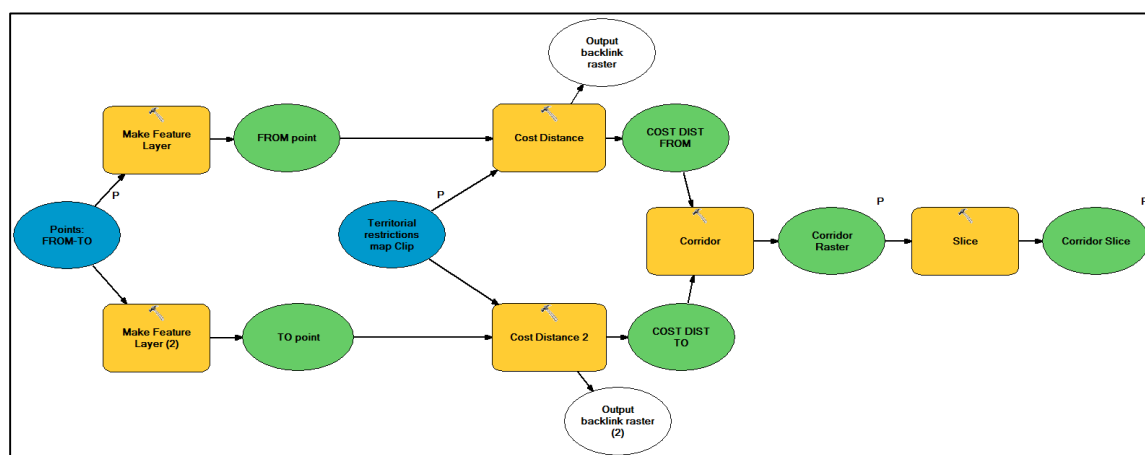 Output
backlink
raster
Make Feature
Layer
FROM point
Cost Distance
COST DIST
FROM
P
P
Points:
FROM-TO
Territorial
restrictions
map Clip
Corridor
P
Corridor
Raster
Slice
P
Corridor Slice
Make Feature
Layer (2)
TO point
Cost Distance 2
COST DIST
TO
Output
backlink raster
(2)